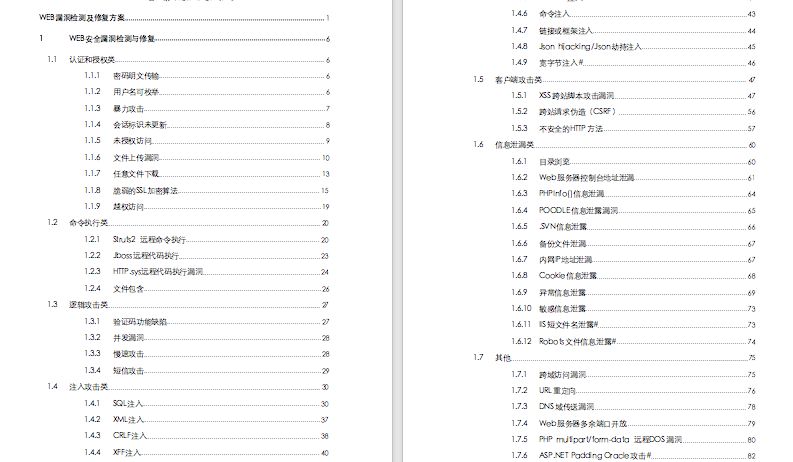 WEB漏洞检测及修复方案 1
1 WEB安全漏洞检测与修复 6
1.1 认证和授权类 6
1.1.1 密码明文传输 6
1.1.2 用户名可枚举 6
1.1.3 暴力攻击 7
1.1.4 会话标识未更新 8
1.1.5 未授权访问 9
1.1.6 文件上传漏洞 10
1.1.7 任意文件下载 13
1.1.8 脆弱的SSL加密算法 15
1.1.9 越权访问 19
1.2 命令执行类 20
1.2.1 Struts2 远程命令执行 20
1.2.2 Jboss远程代码执行 23
1.2.3 HTTP.sys远程代码执行漏洞 24
1.2.4 文件包含 26
1.3 逻辑攻击类 27
1.3.1 验证码功能缺陷 27
1.3.2 并发漏洞 28
1.3.3 慢速攻击 28
1.3.4 短信攻击 29
1.4 注入攻击类 30
1.4.1 SQL注入 30
1.4.2 XML注入 37
1.4.3 CRLF注入 38
1.4.4 XFF注入 40
1.4.6 命令注入 43
1.4.7 链接或框架注入 44
1.4.8 Json hijacking/Json劫持注入 45
1.4.9 宽字节注入# 46
1.5 客户端攻击类 47
1.5.1 XSS 跨站脚本攻击漏洞 47
1.5.2 跨站请求伪造（CSRF） 56
1.5.3 不安全的HTTP 方法 57
1.6 信息泄漏类 60
1.6.1 目录浏览 60
1.6.2 Web服务器控制台地址泄漏 61
1.6.3 PHPInfo()信息泄漏 64
1.6.4 POODLE信息泄露漏洞 65
1.6.5 .SVN信息泄露 66
1.6.6 备份文件泄漏 67
1.6.7 内网IP地址泄漏 67
1.6.8 Cookie信息泄露 68
1.6.9 异常信息泄露 69
1.6.10 敏感信息泄露 73
1.6.11 IIS短文件名泄露# 73
1.6.12 Robots文件信息泄露# 74
1.7 其他 75
1.7.1 跨域访问漏洞 75
1.7.2 URL重定向 76
1.7.3 DNS域传送漏洞 78
1.7.4 Web服务器多余端口开放 79
1.7.5 PHP multipart/form-data 远程DOS漏洞 80
1.7.6 ASP.NET Padding Oracle攻击# 82